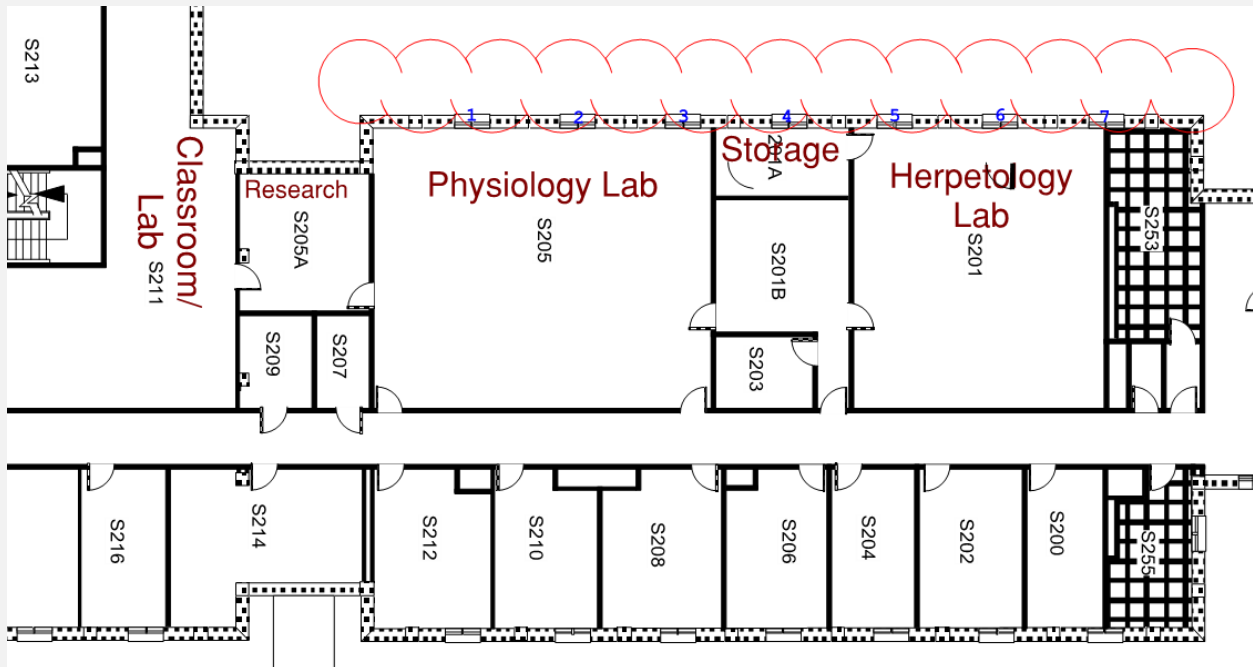 S213
1
2
3
4
5
6
7
Classroom/
Lab
S211
Research
S205A
Physiology Lab
S205
Storage
201A
S201B
Herpetology
Lab
S201
S253
S209
S207
S203
S216
S214
S212
S210
S208
S206
S204
S202
S200
S255